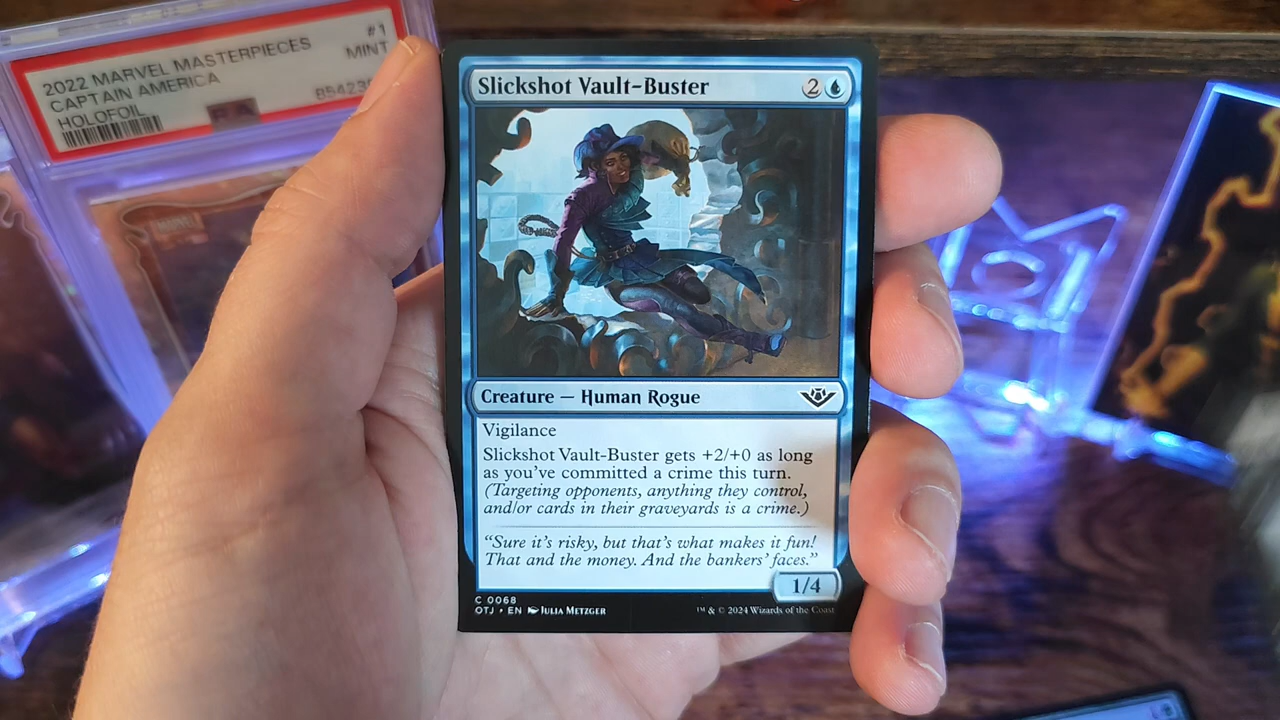 2022 MARVEL MASTERPIECES
#1
CAPTAIN AMERICA
MINT
HOLOFOIL
MARVEL
Slickshot Vault-Buster
2
Creature — Human Rogue
Vigilance
Slickshot Vault-Buster gets +2/+0 as long
as you've committed a crime this turn.
(Targeting opponents, anything they control,
and/or cards in their graveyards is a crime.)
"Sure it's risky, but that's what makes it fun!
That and the money. And the bankers' faces."
1/4
C 0068
OTJ • EN Julia Metzger
™ & © 2024 Wizards of the Coast